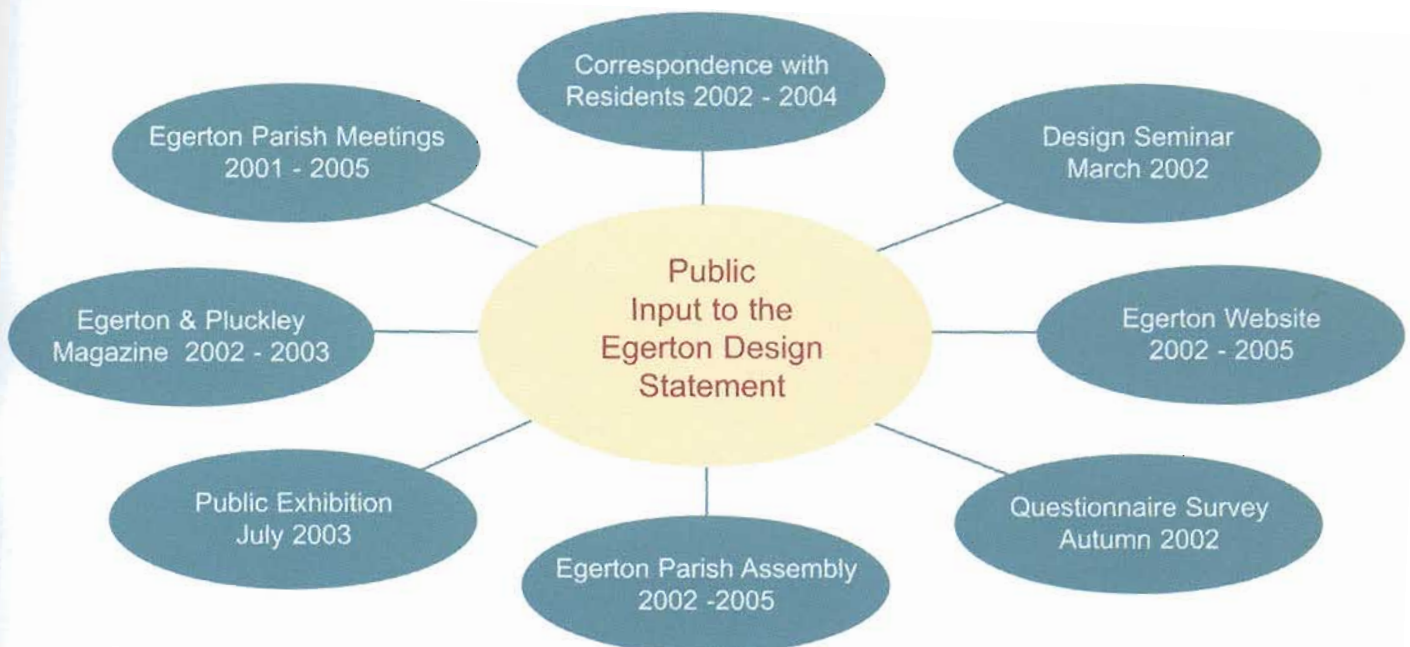 Correspondence with
Residents 2002 - 2004
Egerton Parish Meetings
2001 - 2005
Design Seminar
March 2002
Public
Input to the
Egerton Design
Statement
Egerton & Pluckley
Magazine 2002 - 2003
Egerton Website
2002 - 2005
Public Exhibition
July 2003
Questionnaire Survey
Autumn 2002
Egerton Parish Assembly
2002 -2005